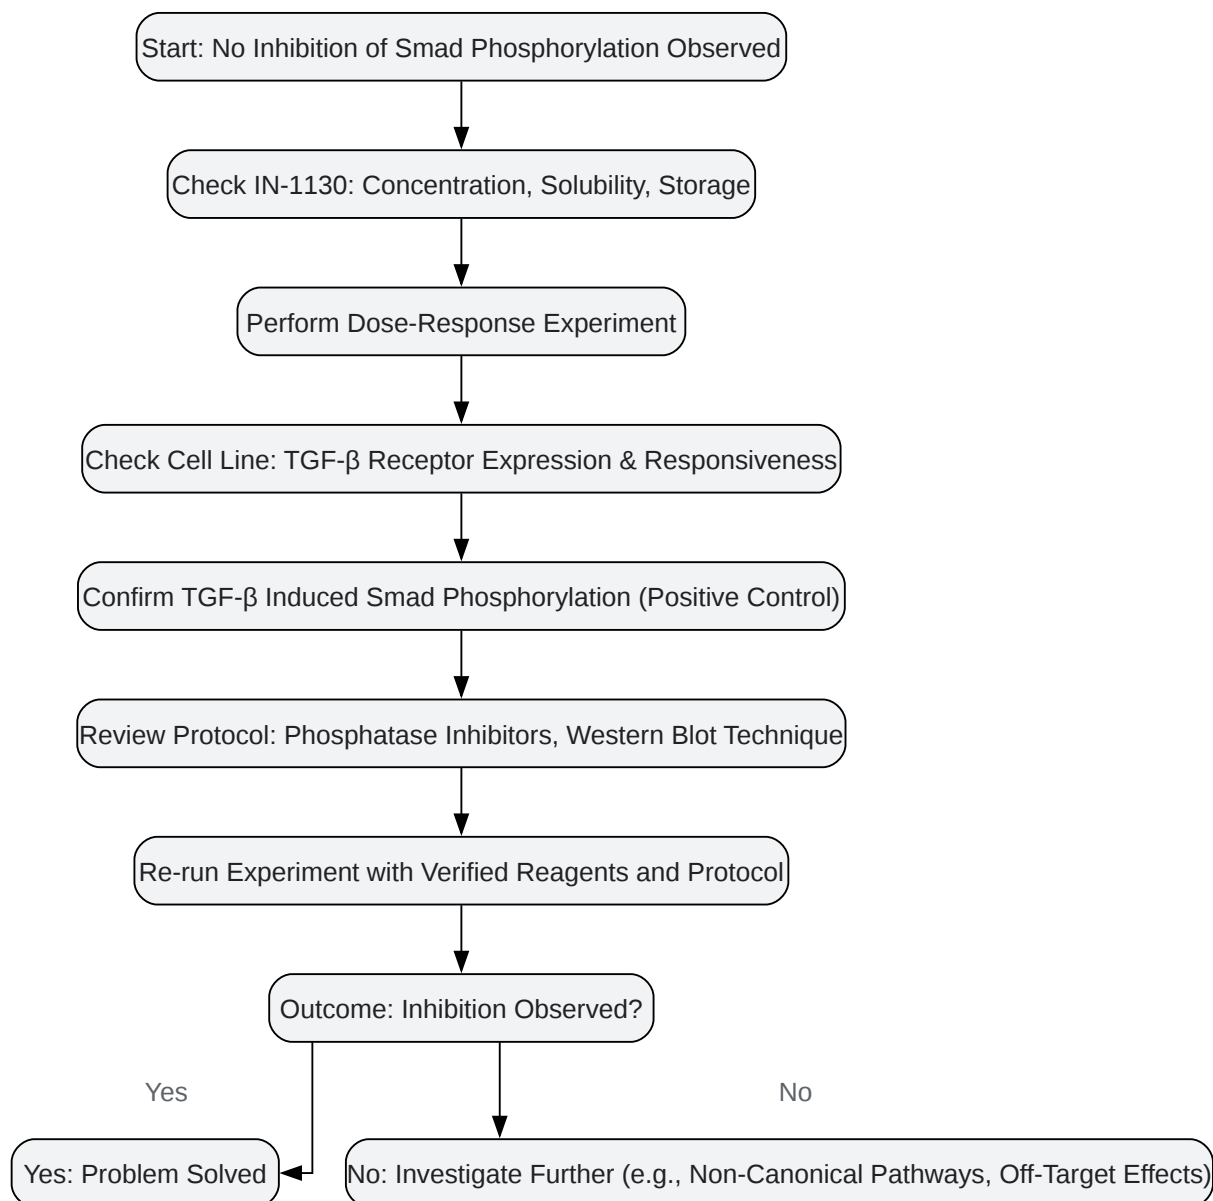 Start: No Inhibition of Smad Phosphorylation Observed
Check IN-1130: Concentration, Solubility, Storage
Perform Dose-Response Experiment
Check Cell Line: TGF-β Receptor Expression & Responsiveness
Confirm TGF-β Induced Smad Phosphorylation (Positive Control)
Review Protocol: Phosphatase Inhibitors, Western Blot Technique
Re-run Experiment with Verified Reagents and Protocol
Outcome: Inhibition Observed?
Yes
No
Yes: Problem Solved
No: Investigate Further (e.g., Non-Canonical Pathways, Off-Target Effects)